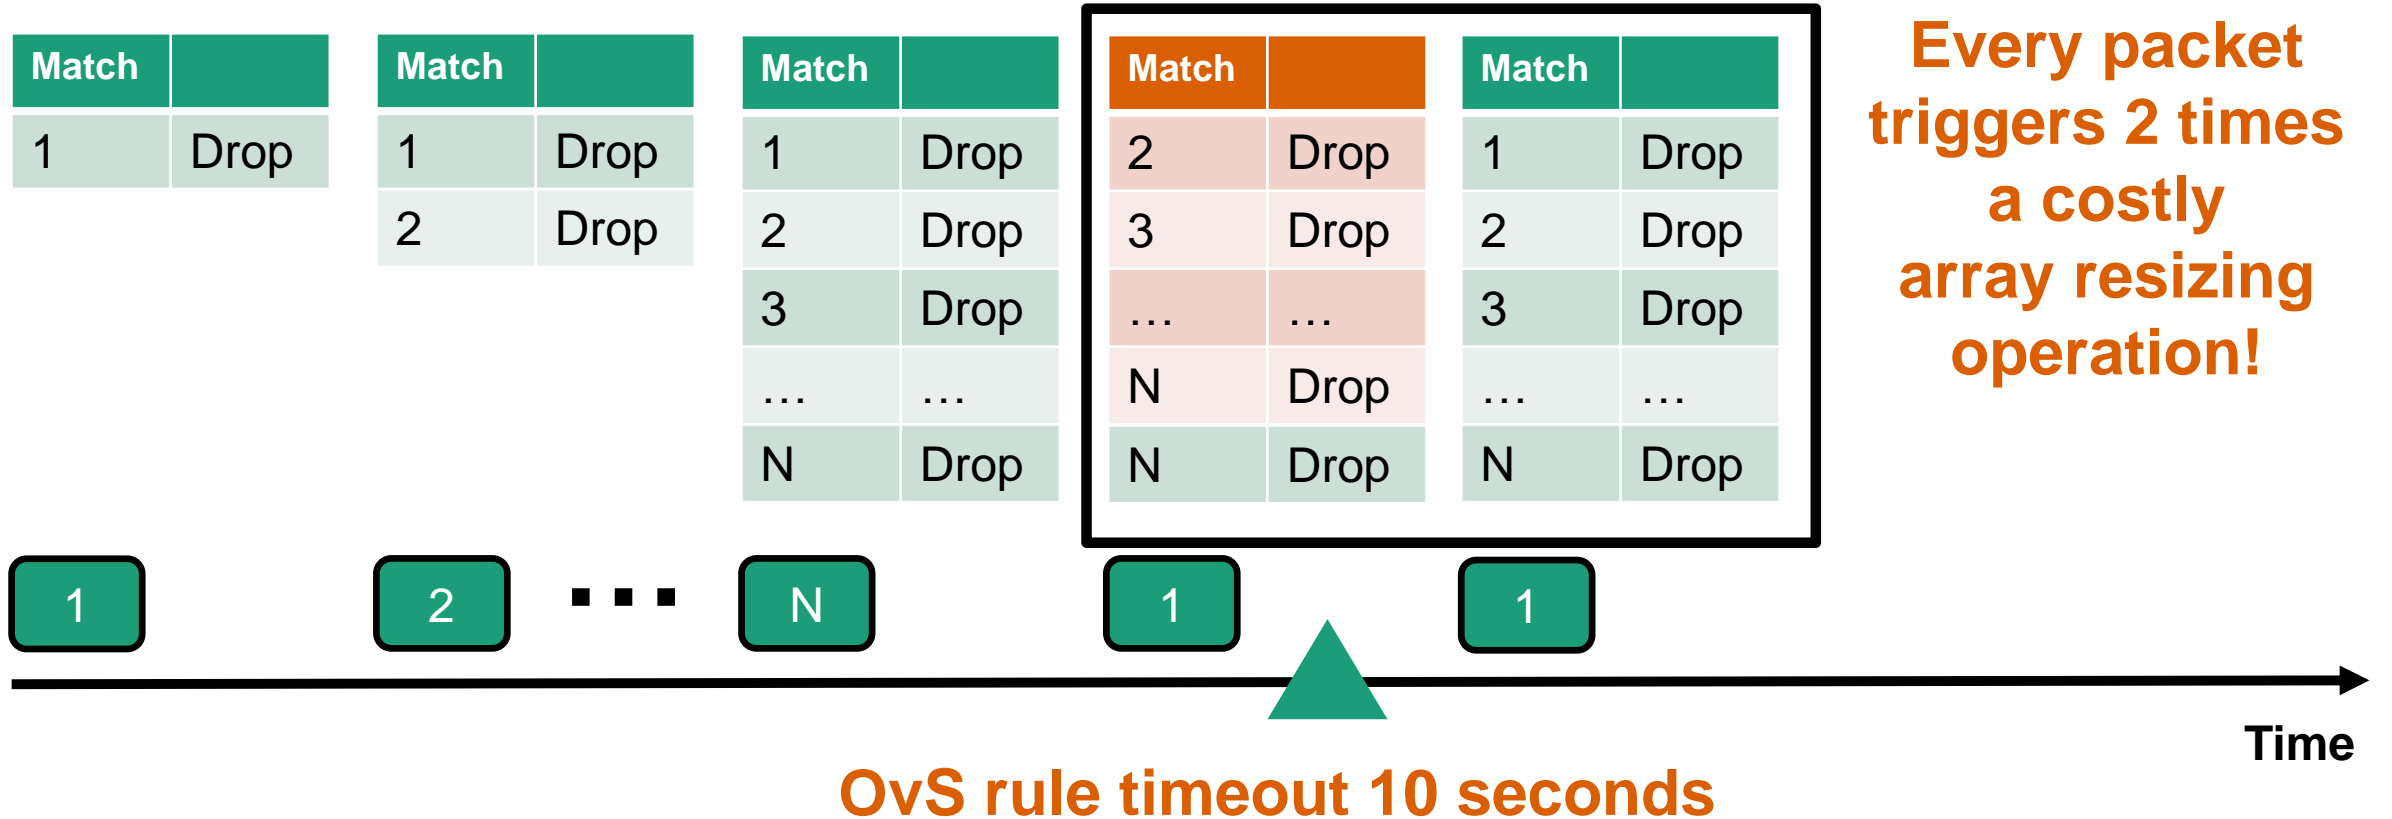 Match
1 Drop
Match
1 Drop
2 Drop
Match
1 Drop
2 Drop
3 Drop
… …
N Drop
Match
2 Drop
3 Drop
… …
N Drop
N Drop
Match
1 Drop
2 Drop
3 Drop
… …
N Drop
Every packet
triggers 2 times
a costly
array resizing
operation!
1 2 ... N 1 1
Time
OvS rule timeout 10 seconds